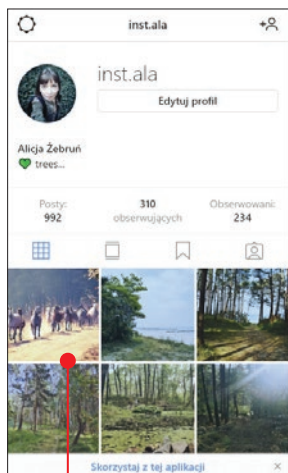 inst.ala
inst.ala
Edytuj profil
Alicja Żebruń
💚 trees...
Posty: 310 Obserwowani:
992 obserwujących 234
Skorzystaj z tej aplikacji ×